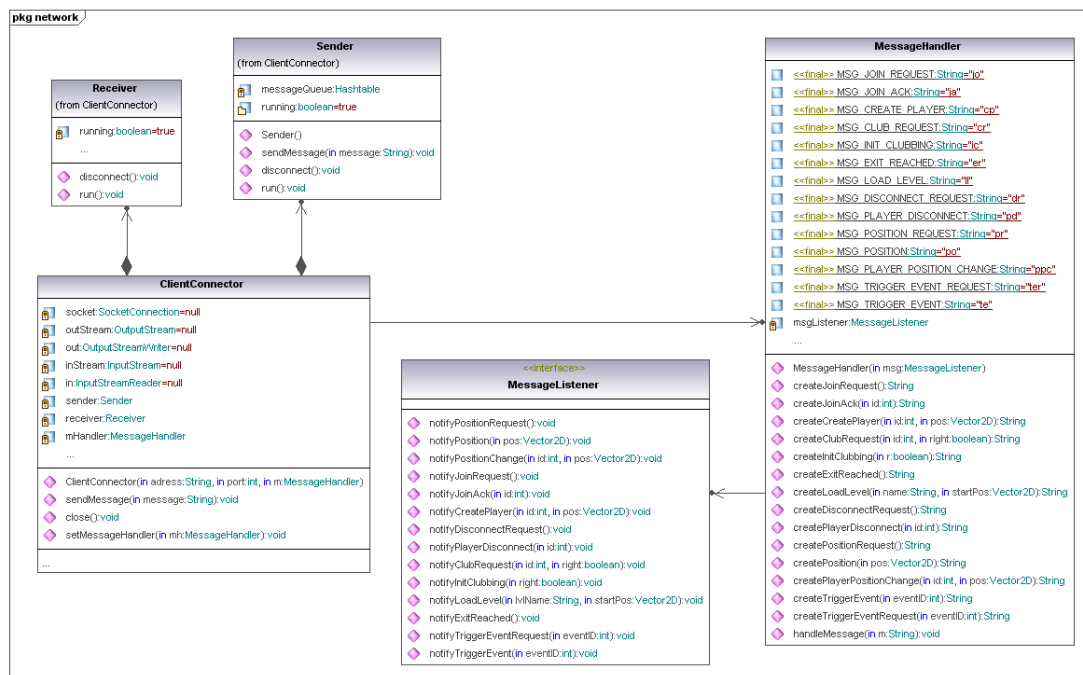 pkg network
Receiver
(from ClientConnector)
running:boolean=true
...
disconnect():void
run():void
Sender
(from ClientConnector)
messageQueue:Hashtable
running:boolean=true
Sender()
sendMessage(in message:String):void
disconnect():void
run():void
ClientConnector
socket:SocketConnection=null
outStream:OutputStream=null
out:OutputStreamWriter=null
inStream:InputStream=null
in:InputStreamReader=null
sender:Sender
receiver:Receiver
mHandler:MessageHandler
...
ClientConnector(in adress:String, in port:int, in m:MessageHandler)
sendMessage(in message:String):void
close():void
setMessageHandler(in mh:MessageHandler):void
...
<<interface>>
MessageListener
notifyPositionRequest():void
notifyPosition(in pos:Vector2D):void
notifyPositionChange(in id:int, in pos:Vector2D):void
notifyJoinRequest():void
notifyJoinAck(in id:int):void
notifyCreatePlayer(in id:int, in pos:Vector2D):void
notifyDisconnectRequest():void
notifyPlayerDisconnect(in id:int):void
notifyClubRequest(in id:int, in right:boolean):void
notifyInitClubbing(in right:boolean):void
notifyLoadLevel(in lvlName:String, in startPos:Vector2D):void
notifyExitReached():void
notifyTriggerEventRequest(in eventID:int):void
notifyTriggerEvent(in eventID:int):void
MessageHandler
<<final>> MSG_JOIN_REQUEST:String="jo"
<<final>> MSG_JOIN_ACK:String="ja"
<<final>> MSG_CREATE_PLAYER:String="cp"
<<final>> MSG_CLUB_REQUEST:String="cr"
<<final>> MSG_INIT_CLUBBING:String="ic"
<<final>> MSG_EXIT_REACHED:String="er"
<<final>> MSG_LOAD_LEVEL:String="ll"
<<final>> MSG_DISCONNECT_REQUEST:String="dr"
<<final>> MSG_PLAYER_DISCONNECT:String="pd"
<<final>> MSG_POSITION_REQUEST:String="pr"
<<final>> MSG_POSITION:String="po"
<<final>> MSG_PLAYER_POSITION_CHANGE:String="ppc"
<<final>> MSG_TRIGGER_EVENT_REQUEST:String="ter"
<<final>> MSG_TRIGGER_EVENT:String="te"
msgListener:MessageListener
...
MessageHandler(in msg:MessageListener)
createJoinRequest():String
createJoinAck(in id:int):String
createCreatePlayer(in id:int, in pos:Vector2D):String
createClubRequest(in id:int, in right:boolean):String
createInitClubbing(in r:boolean):String
createExitReached():String
createLoadLevel(in name:String, in startPos:Vector2D):String
createDisconnectRequest():String
createPlayerDisconnect(in id:int):String
createPositionRequest():String
createPosition(in pos:Vector2D):String
createPlayerPositionChange(in id:int, in pos:Vector2D):String
createTriggerEvent(in eventID:int):String
createTriggerEventRequest(in eventID:int):String
handleMessage(in m:String):void